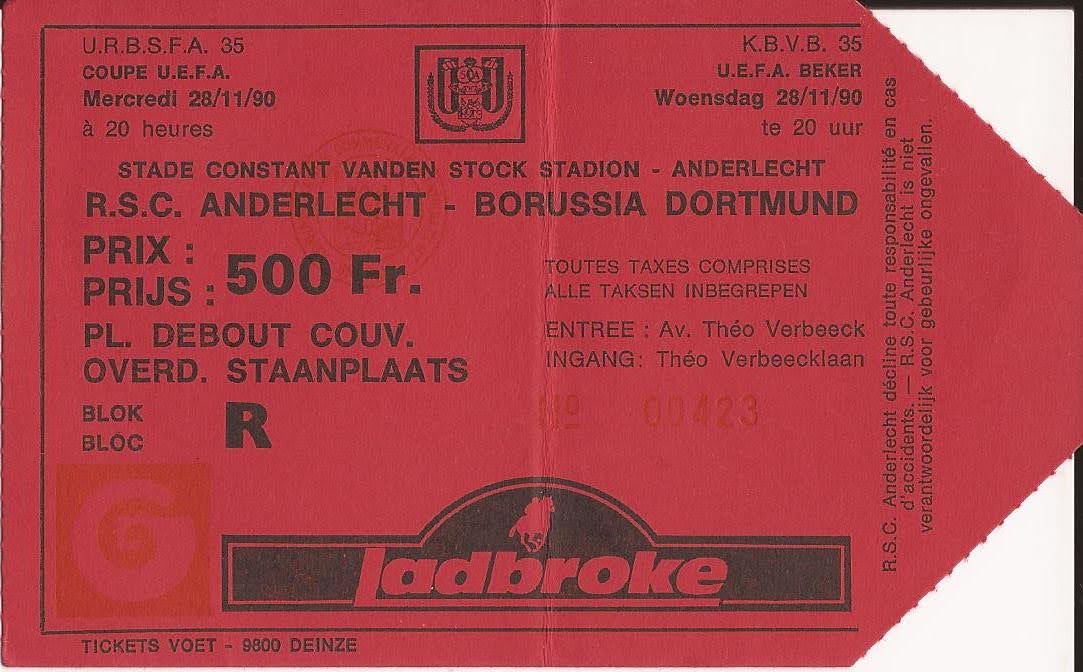 U.R.B.S.F.A. 35
COUPE U.E.F.A.
Mercredi 28/11/90
à 20 heures
K.B.V.B. 35
U.E.F.A. BEKER
Woensdag 28/11/90
te 20 uur
STADE CONSTANT VANDEN STOCK STADION - ANDERLECHT
R.S.C. ANDERLECHT - BORUSSIA DORTMUND
PRIX :
PRIJS : 500 Fr.
TOUTES TAXES COMPRISES
ALLE TAKSEN INBEGREPEN
PL. DEBOUT COUV.
OVERD. STAANPLAATS
ENTREE : Av. Théo Verbeeck
INGANG : Théo Verbeecklaan
BLOK
BLOC
R
Nº 00423
ladbroke
TICKETS VOET - 9800 DEINZE
R.S.C. Anderlecht décline toute responsabilité en cas
d'accidents. — R.S.C. Anderlecht is niet
verantwoordelijk voor gebeurlijke ongevallen.